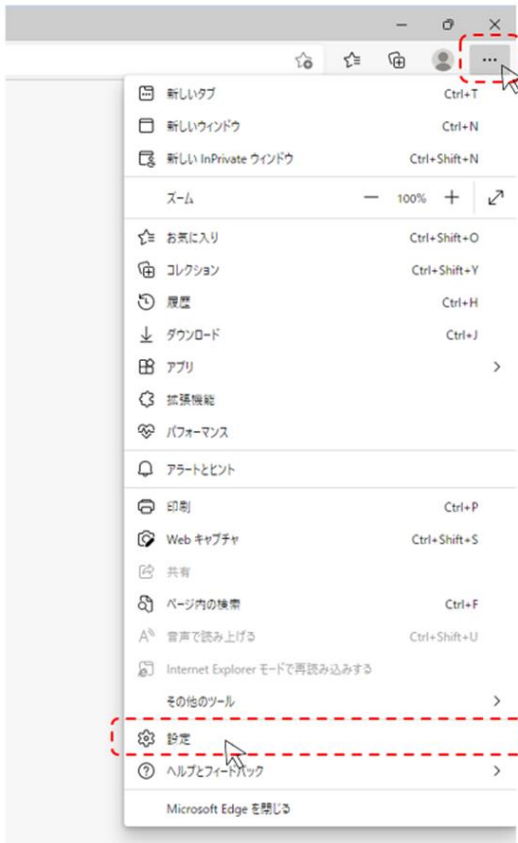 新しいタブ Ctrl+T
新しいウィンドウ Ctrl+N
新しい InPrivate ウィンドウ Ctrl+Shift+N
ズーム 100%
お気に入り Ctrl+Shift+O
コレクション Ctrl+Shift+Y
履歴 Ctrl+H
ダウンロード Ctrl+J
アプリ
拡張機能
パフォーマンス
アラートとヒント
印刷 Ctrl+P
Web キャプチャ Ctrl+Shift+S
共有
ページ内の検索 Ctrl+F
音声で読み上げる Ctrl+Shift+U
Internet Explorer モードで再読み込みする
その他のツール
設定
ヘルプとフィードバック
Microsoft Edge を閉じる